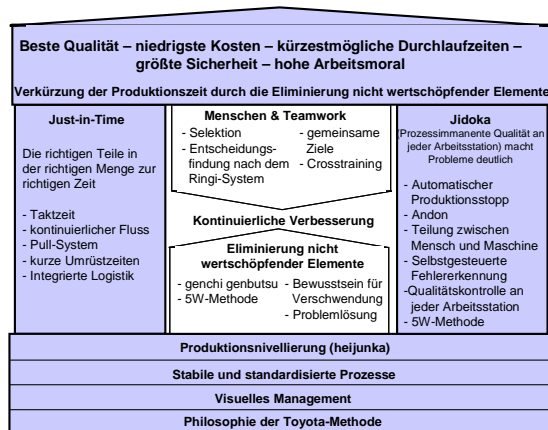 Beste Qualität – niedrigste Kosten – kürzestmögliche Durchlaufzeiten –
größte Sicherheit – hohe Arbeitsmoral
Verkürzung der Produktionszeit durch die Eliminierung nicht wertschöpfender Elemente
Just-in-Time
Die richtigen Teile in
der richtigen Menge zur
richtigen Zeit
- Taktzeit
- kontinuierlicher Fluss
- Pull-System
- kurze Umrüstzeiten
- Integrierte Logistik
Menschen & Teamwork
- Selektion
- Entscheidungs-
findung nach dem
Ringi-System
- gemeinsame
Ziele
- Crosstraining
Kontinuierliche Verbesserung
Eliminierung nicht
wertschöpfender Elemente
- genchi genbutsu
- 5W-Methode
- Bewusstsein für
Verschwendung
- Problemlösung
Jidoka
(Prozessimmanente Qualität an
jeder Arbeitsstation) macht
Probleme deutlich
- Automatischer
Produktionsstopp
- Andon
- Teilung zwischen
Mensch und Maschine
- Selbstgesteuerte
Fehlererkennung
-Qualitätskontrolle an
jeder Arbeitsstation
- 5W-Methode
Produktionsnivellierung (heijunka)
Stabile und standardisierte Prozesse
Visuelles Management
Philosophie der Toyota-Methode